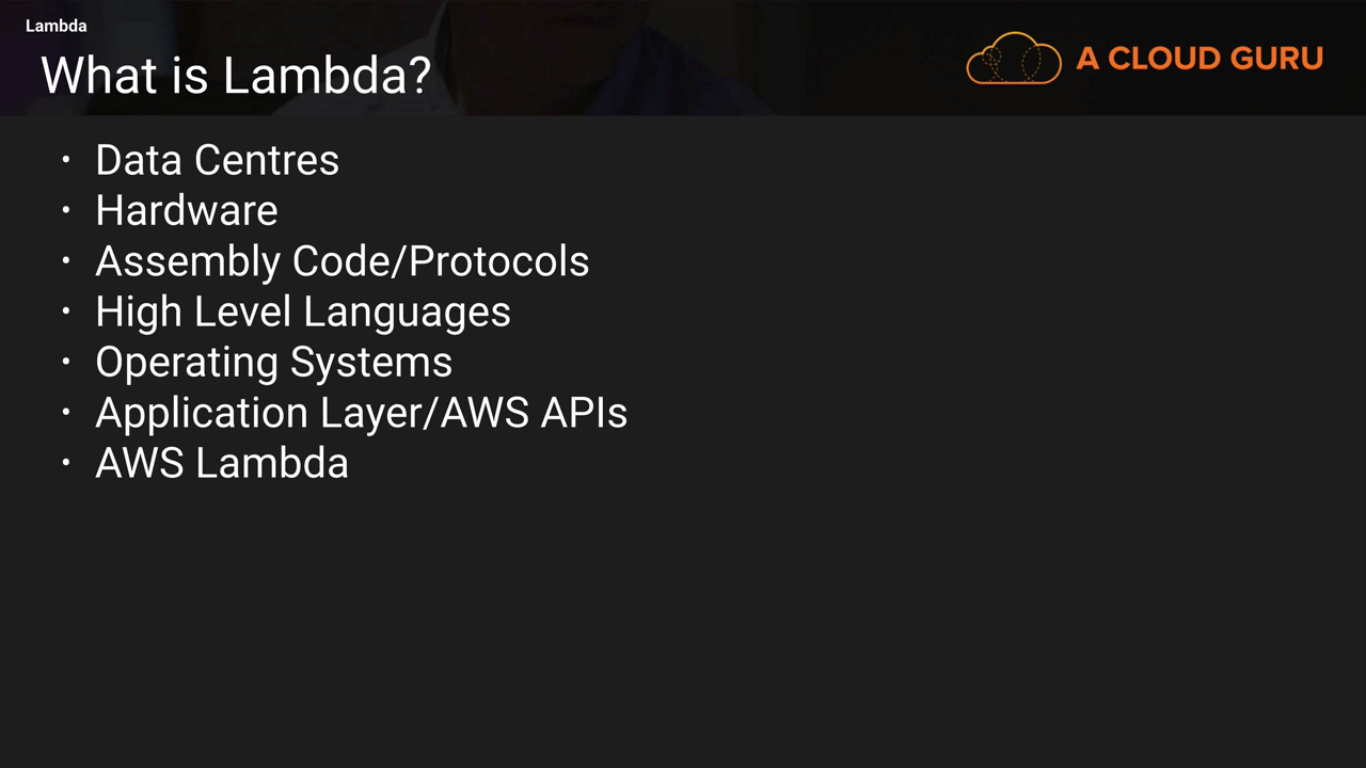 Lambda
What is Lambda?
A CLOUD GURU
• Data Centres
• Hardware
• Assembly Code/Protocols
• High Level Languages
• Operating Systems
• Application Layer/AWS APIs
• AWS Lambda